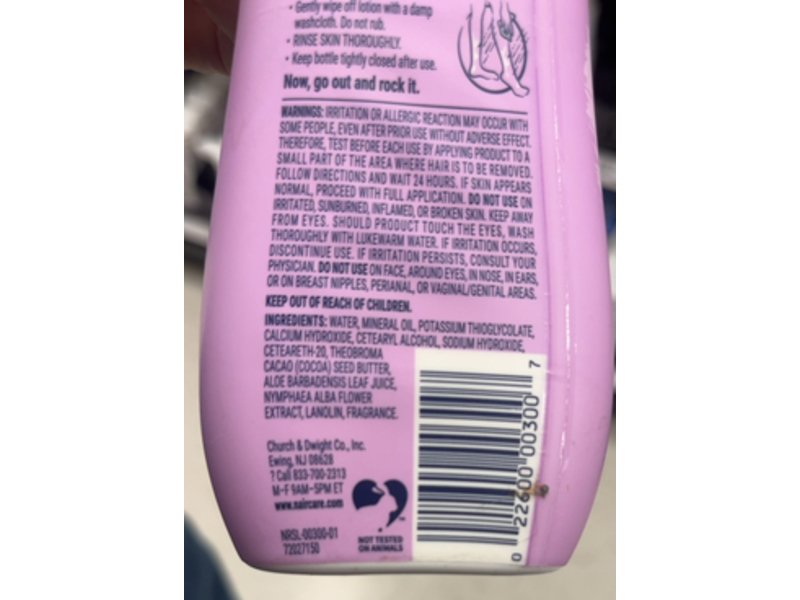 • Gently wipe off lotion with a damp
washcloth. Do not rub.
• RINSE SKIN THOROUGHLY.
• Keep bottle tightly closed after use.
Now, go out and rock it.
WARNINGS: IRRITATION OR ALLERGIC REACTION MAY OCCUR WITH
SOME PEOPLE, EVEN AFTER PRIOR USE WITHOUT ADVERSE EFFECT.
THEREFORE, TEST BEFORE EACH USE BY APPLYING PRODUCT TO A
SMALL PART OF THE AREA WHERE HAIR IS TO BE REMOVED.
FOLLOW DIRECTIONS AND WAIT 24 HOURS. IF SKIN APPEARS
NORMAL, PROCEED WITH FULL APPLICATION. DO NOT USE ON
IRRITATED, SUNBURNED, INFLAMED, OR BROKEN SKIN. KEEP AWAY
FROM EYES. SHOULD PRODUCT TOUCH THE EYES, WASH
THOROUGHLY WITH LUKEWARM WATER. IF IRRITATION OCCURS,
DISCONTINUE USE. IF IRRITATION PERSISTS, CONSULT YOUR
PHYSICIAN. DO NOT USE ON FACE, AROUND EYES, IN NOSE, IN EARS,
OR ON BREAST NIPPLES, PERIANAL, OR VAGINAL/GENITAL AREAS.
KEEP OUT OF REACH OF CHILDREN.
INGREDIENTS: WATER, MINERAL OIL, POTASSIUM THIOGLYCOLATE,
CALCIUM HYDROXIDE, CETEARYL ALCOHOL, SODIUM HYDROXIDE,
CETEARETH-20, THEOBROMA
CACAO (COCOA) SEED BUTTER,
ALOE BARBADENSIS LEAF JUICE,
NYMPHAEA ALBA FLOWER
EXTRACT, LANOLIN, FRAGRANCE.
Church & Dwight Co., Inc.
Ewing, NJ 08628
? Call 833-700-2313
M-F 9AM-5PM ET
www.naircare.com
NRSL-00300-01
72027150
NOT TESTED
ON ANIMALS
0 22600 00300 7